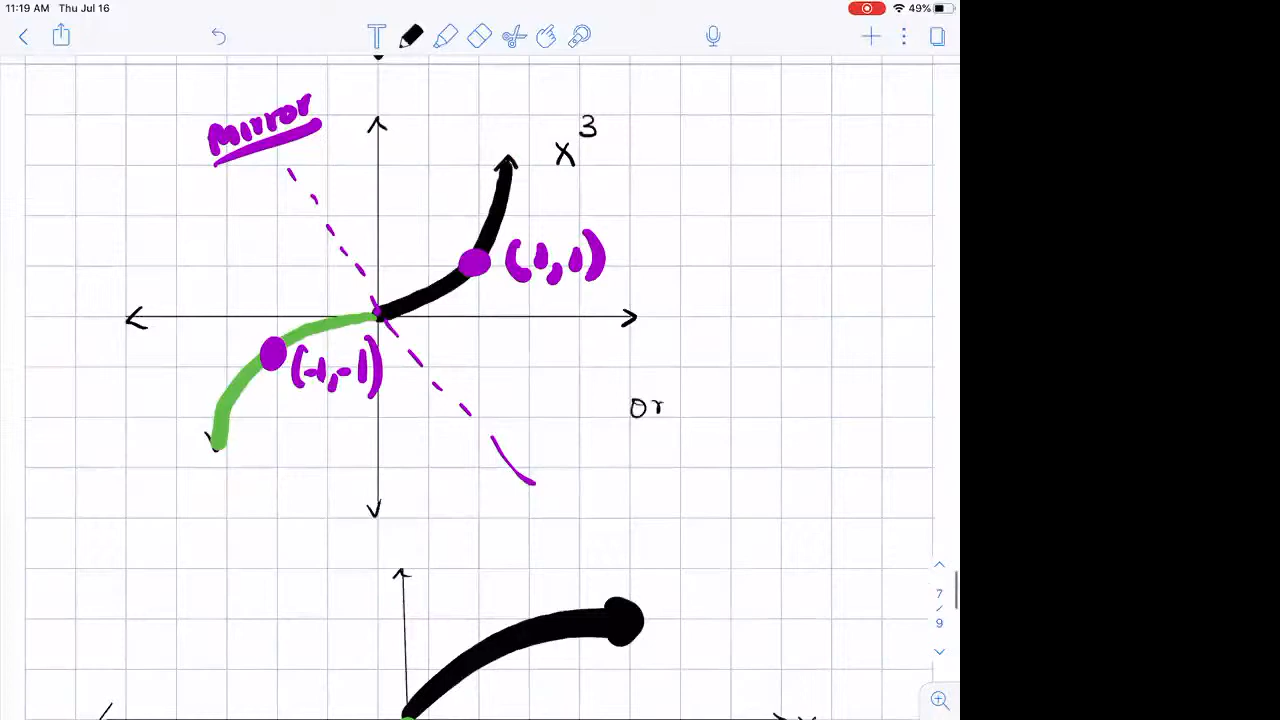 11:19 AM Thu Jul 16
49%
T
Mirror
x³
(1,1)
(-1,-1)
or
7
/
9